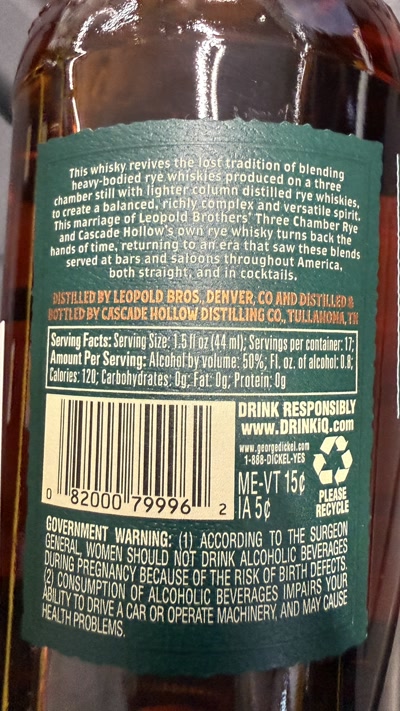 This whisky revives the lost tradition of blending
heavy-bodied rye whiskies produced on a three
chamber still with lighter column distilled rye whiskies,
to create a balanced, richly complex and versatile spirit.
This marriage of Leopold Brothers' Three Chamber Rye
and Cascade Hollow's own rye whisky turns back the
hands of time, returning to an era that saw these blends
served at bars and saloons throughout America,
both straight, and in cocktails.
DISTILLED BY LEOPOLD BROS., DENVER, CO AND DISTILLED &
BOTTLED BY CASCADE HOLLOW DISTILLING CO., TULLAHOMA, TN
Serving Facts: Serving Size: 1.5 fl oz (44 ml); Servings per container: 17;
Amount Per Serving: Alcohol by volume: 50%; Fl. oz. of alcohol: 0.8;
Calories: 120; Carbohydrates: 0g; Fat: 0g; Protein: 0g
DRINK RESPONSIBLY
www.DRINKiQ.com
www.georgedickel.com
1-888-DICKEL-YES
ME-VT 15¢
IA 5¢
PLEASE
RECYCLE
0 82000 79996 2
GOVERNMENT WARNING: (1) ACCORDING TO THE SURGEON
GENERAL, WOMEN SHOULD NOT DRINK ALCOHOLIC BEVERAGES
DURING PREGNANCY BECAUSE OF THE RISK OF BIRTH DEFECTS.
(2) CONSUMPTION OF ALCOHOLIC BEVERAGES IMPAIRS YOUR
ABILITY TO DRIVE A CAR OR OPERATE MACHINERY, AND MAY CAUSE
HEALTH PROBLEMS.